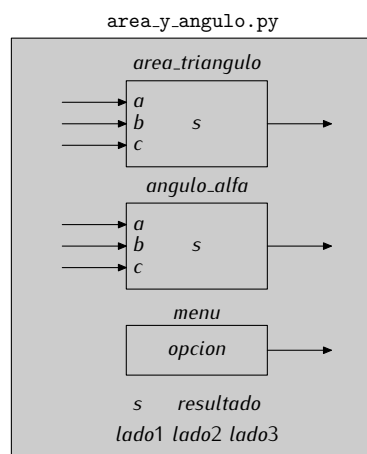 area_y_angulo.py
area_triangulo
a
b s
c
angulo_alfa
a
b s
c
menu
opcion
s resultado
lado1 lado2 lado3